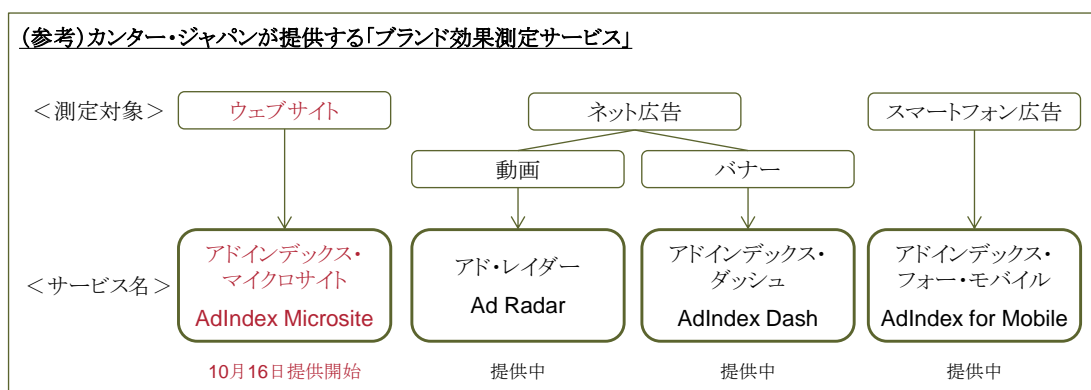 (参考)カンター・ジャパンが提供する「ブランド効果測定サービス」
＜測定対象＞
ウェブサイト
ネット広告
スマートフォン広告
動画
バナー
＜サービス名＞
アドインデックス・
マイクロサイト
AdIndex Microsite
アド・レイダー
Ad Radar
アドインデックス・
ダッシュ
AdIndex Dash
アドインデックス・
フォー・モバイル
AdIndex for Mobile
10月16日提供開始
提供中
提供中
提供中